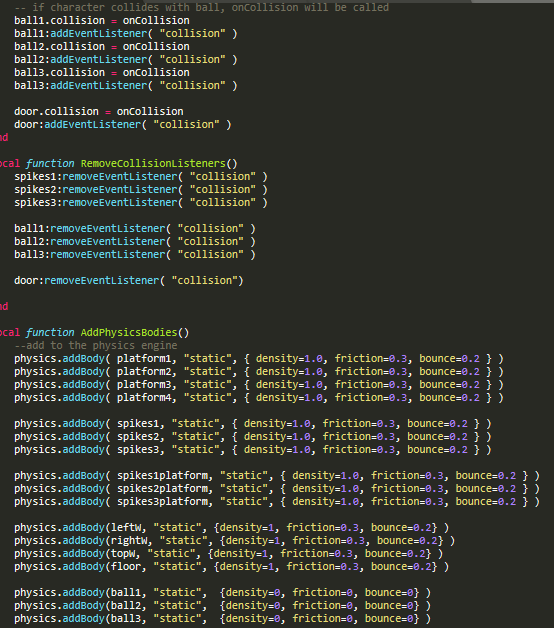 -- if character collides with ball, onCollision will be called
ball1.collision = onCollision
ball1:addEventListener( "collision" )
ball2.collision = onCollision
ball2:addEventListener( "collision" )
ball3.collision = onCollision
ball3:addEventListener( "collision" )
door.collision = onCollision
door:addEventListener( "collision" )
nd
ocal function RemoveCollisionListeners()
spikes1:removeEventListener( "collision" )
spikes2:removeEventListener( "collision" )
spikes3:removeEventListener( "collision" )
ball1:removeEventListener( "collision" )
ball2:removeEventListener( "collision" )
ball3:removeEventListener( "collision" )
door:removeEventListener( "collision")
nd
ocal function AddPhysicsBodies()
--add to the physics engine
physics.addBody( platform1, "static", { density=1.0, friction=0.3, bounce=0.2 } )
physics.addBody( platform2, "static", { density=1.0, friction=0.3, bounce=0.2 } )
physics.addBody( platform3, "static", { density=1.0, friction=0.3, bounce=0.2 } )
physics.addBody( platform4, "static", { density=1.0, friction=0.3, bounce=0.2 } )
physics.addBody( spikes1, "static", { density=1.0, friction=0.3, bounce=0.2 } )
physics.addBody( spikes2, "static", { density=1.0, friction=0.3, bounce=0.2 } )
physics.addBody( spikes3, "static", { density=1.0, friction=0.3, bounce=0.2 } )
physics.addBody( spikes1platform, "static", { density=1.0, friction=0.3, bounce=0.2 } )
physics.addBody( spikes2platform, "static", { density=1.0, friction=0.3, bounce=0.2 } )
physics.addBody( spikes3platform, "static", { density=1.0, friction=0.3, bounce=0.2 } )
physics.addBody(leftW, "static", {density=1, friction=0.3, bounce=0.2} )
physics.addBody(rightW, "static", {density=1, friction=0.3, bounce=0.2} )
physics.addBody(topW, "static", {density=1, friction=0.3, bounce=0.2} )
physics.addBody(floor, "static", {density=1, friction=0.3, bounce=0.2} )
physics.addBody(ball1, "static",  {density=0, friction=0, bounce=0} )
physics.addBody(ball2, "static",  {density=0, friction=0, bounce=0} )
physics.addBody(ball3, "static",  {density=0, friction=0, bounce=0} )